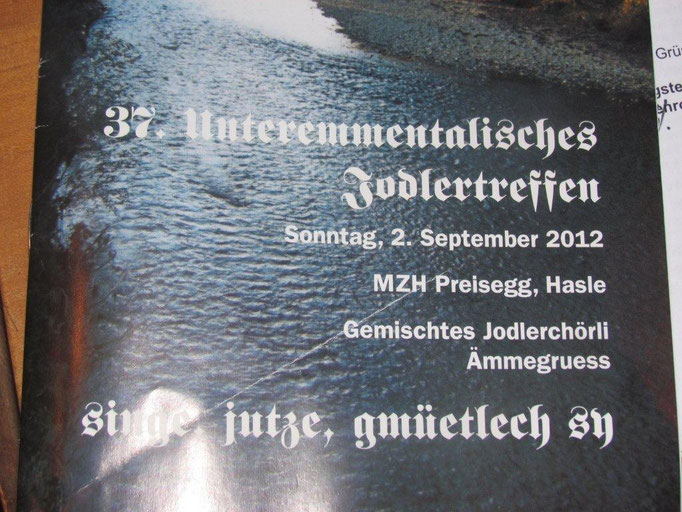 37. Unteremmentalisches
Jodlertreffen
Sonntag, 2. September 2012
MZH Preisegg, Hasle
Gemischtes Jodlerchörli
Ämmegruess
singe, jutze, gmüetlech sy